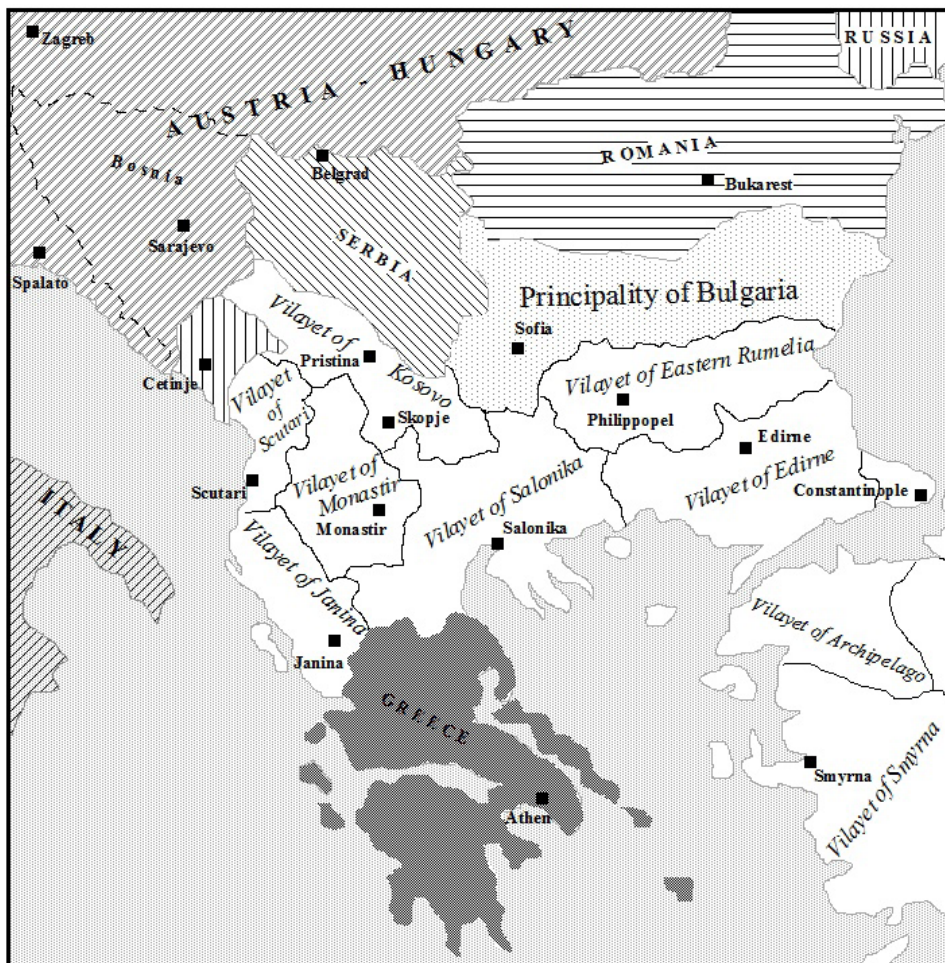 Zagreb
RUSSIA
AUSTRIA - HUNGARY
ROMANIA
Bosnia
Belgrad
Bukarest
Sarajevo
SERBIA
Spalato
Principality of Bulgaria
Vilayet of
Kosovo
Sofia
Pristina
Cetinje
Vilayet
of
Scutari
Vilayet of Eastern Rumelia
Philippopel
Skopje
Edirne
Vilayet of
Monastir
Vilayet of Salonika
Vilayet of Edirne
Constantinople
Scutari
ITALY
Monastir
Salonika
Vilayet of Janina
Vilayet of Archipelago
Janina
GREECE
Smyrna
Vilayet of Smyrna
Athen